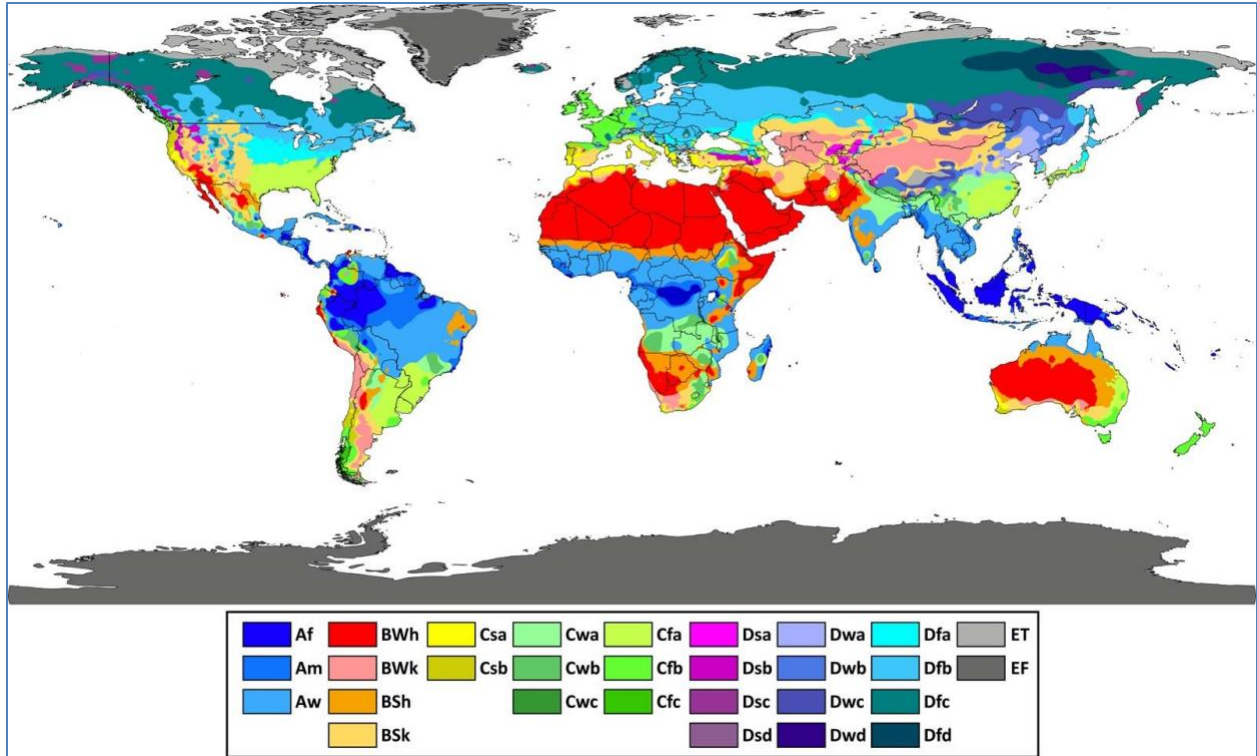 Af BWh Csa Cwa Cfa Dsa Dwa Dfa ET
Am BWk Csb Cwb Cfb Dsb Dwb Dfb EF
Aw BSh Cwc Cfc Dsc Dwc Dfc
BSk Dsd Dwd Dfd